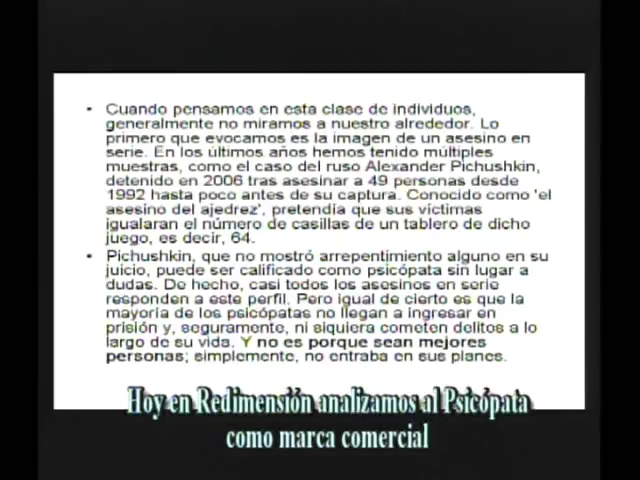 • Cuando pensamos en esta clase de individuos,
generalmente no miramos a nuestro alrededor. Lo
primero que evocamos es la imagen de un asesino en
serie. En los últimos años hemos tenido múltiples
muestras, como el caso del ruso Alexander Pichushkin,
detenido en 2006 tras asesinar a 49 personas desde
1992 hasta poco antes de su captura. Conocido como 'el
asesino del ajedrez', pretendía que sus víctimas
igualaran el número de casillas de un tablero de dicho
juego, es decir, 64.
• Pichushkin, que no mostró arrepentimiento alguno en su
juicio, puede ser calificado como psicópata sin lugar a
dudas. De hecho, casi todos los asesinos en serie
responden a este perfil. Pero igual de cierto es que la
mayoría de los psicópatas no llegan a ingresar en
prisión y, seguramente, ni siquiera cometen delitos a lo
largo de su vida. Y no es porque sean mejores
personas; simplemente, no entraba en sus planes.
Hoy en Redimensión analizamos al Psicópata
como marca comercial